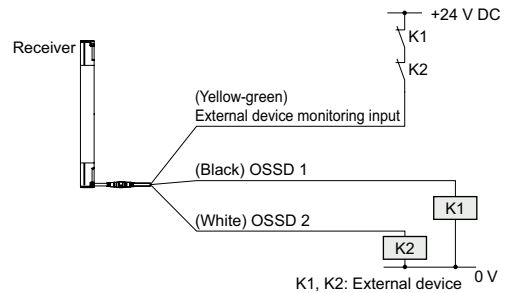 +24 V DC
K1
Receiver
K2
(Yellow-green)
External device monitoring input
(Black) OSSD 1
K1
(White) OSSD 2
K2
0 V
K1, K2: External device